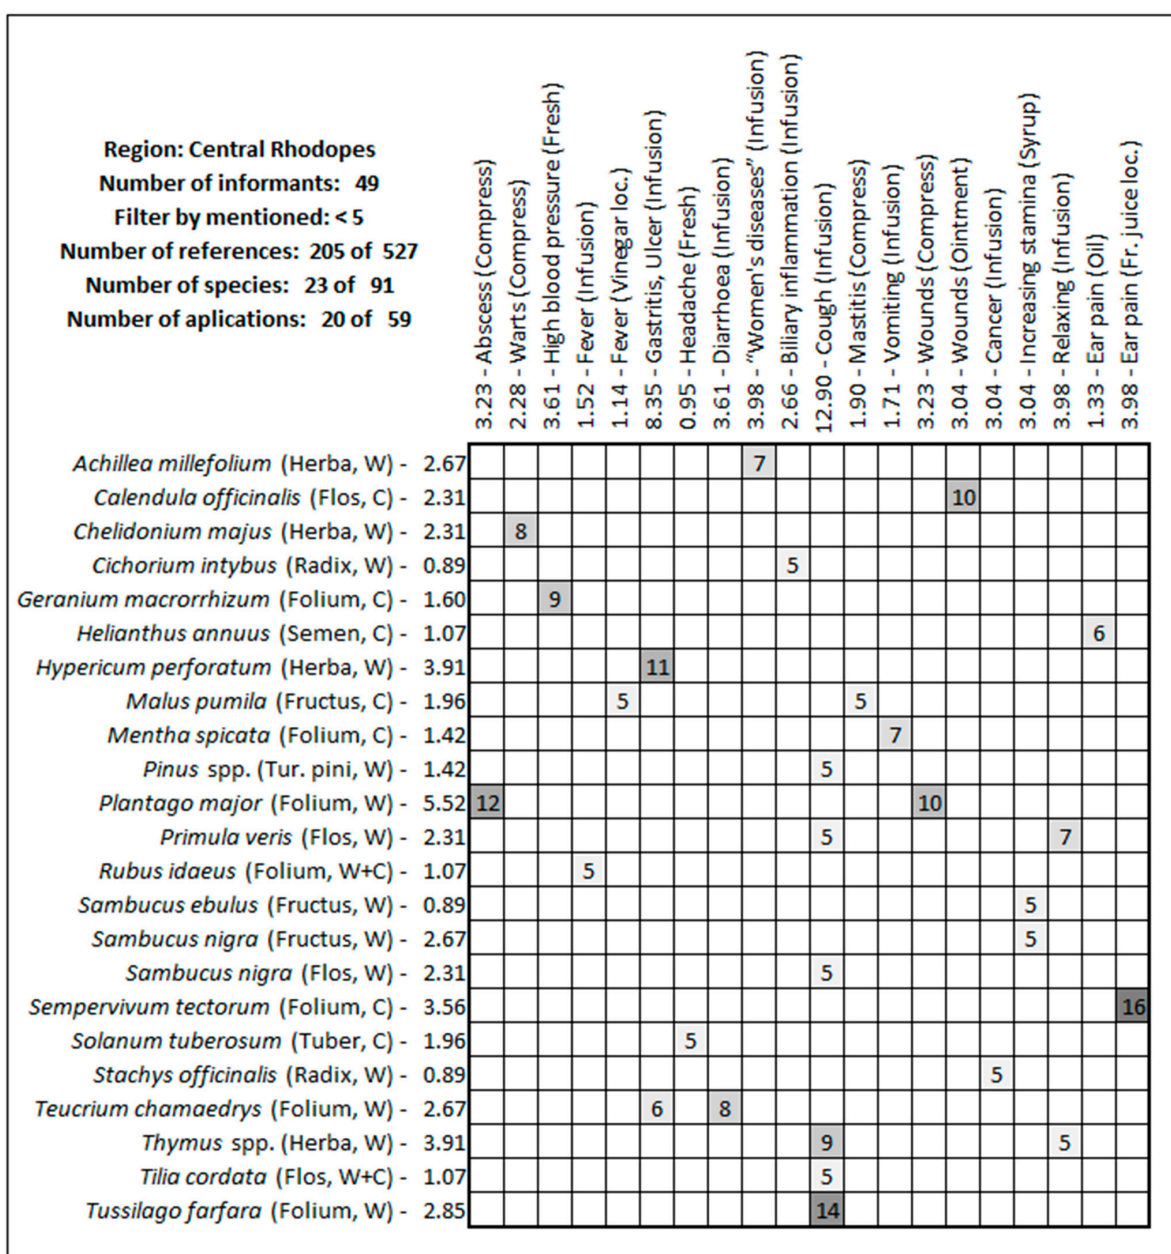 Region: Central Rhodopes
Number of informants: 49
Filter by mentioned: < 5
Number of references: 205 of 527
Number of species: 23 of 91
Number of aplications: 20 of 59
3.23 - Abscess (Compress)
2.28 - Warts (Compress)
3.61 - High blood pressure (Fresh)
1.52 - Fever (Infusion)
1.14 - Fever (Vinegar loc.)
8.35 - Gastritis, Ulcer (Infusion)
0.95 - Headache (Fresh)
3.61 - Diarrhoea (Infusion)
3.98 - “Women's diseases” (Infusion)
2.66 - Biliary inflammation (Infusion)
12.90 - Cough (Infusion)
1.90 - Mastitis (Compress)
1.71 - Vomiting (Infusion)
3.23 - Wounds (Compress)
3.04 - Wounds (Ointment)
3.04 - Cancer (Infusion)
3.04 - Increasing stamina (Syrup)
3.98 - Relaxing (Infusion)
1.33 - Ear pain (Oil)
3.98 - Ear pain (Fr. juice loc.)
Achillea millefolium (Herba, W) - 2.67 7
Calendula officinalis (Flos, C) - 2.31 10
Chelidonium majus (Herba, W) - 2.31 8
Cichorium intybus (Radix, W) - 0.89 5
Geranium macrorrhizum (Folium, C) - 1.60 9
Helianthus annuus (Semen, C) - 1.07 6
Hypericum perforatum (Herba, W) - 3.91 11
Malus pumila (Fructus, C) - 1.96 5 5
Mentha spicata (Folium, C) - 1.42 7
Pinus spp. (Tur. pini, W) - 1.42 5
Plantago major (Folium, W) - 5.52 12 10
Primula veris (Flos, W) - 2.31 5 7
Rubus idaeus (Folium, W+C) - 1.07 5
Sambucus ebulus (Fructus, W) - 0.89 5
Sambucus nigra (Fructus, W) - 2.67 5
Sambucus nigra (Flos, W) - 2.31 5
Sempervivum tectorum (Folium, C) - 3.56 16
Solanum tuberosum (Tuber, C) - 1.96 5
Stachys officinalis (Radix, W) - 0.89 5
Teucrium chamaedrys (Folium, W) - 2.67 6 8
Thymus spp. (Herba, W) - 3.91 9 5
Tilia cordata (Flos, W+C) - 1.07 5
Tussilago farfara (Folium, W) - 2.85 14